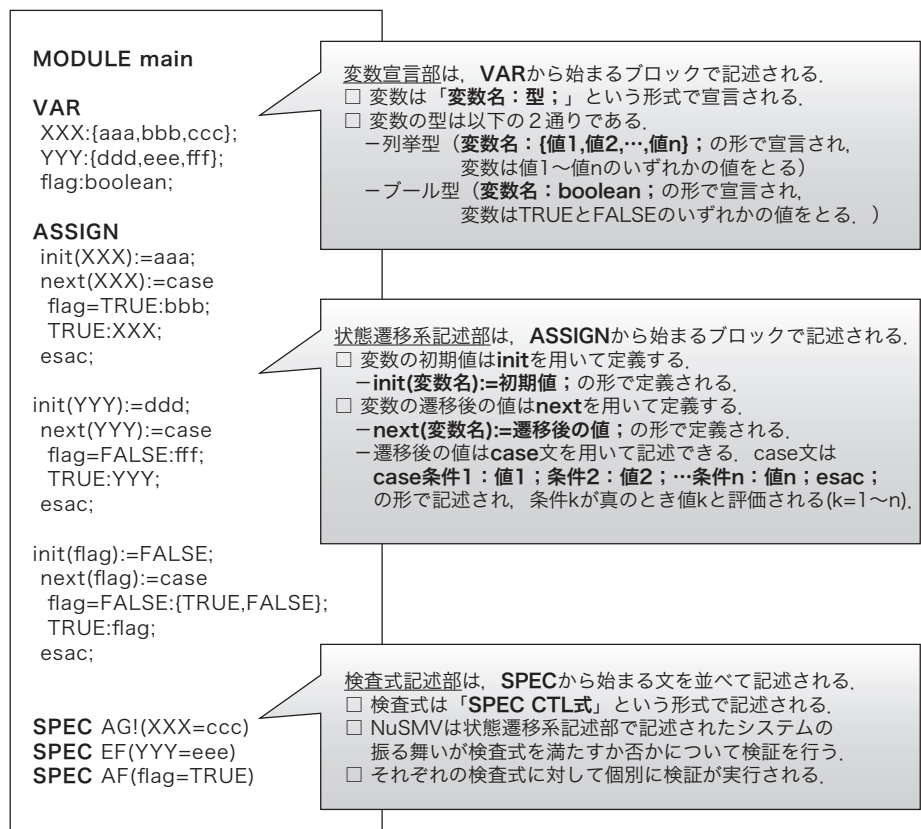 MODULE main
VAR
XXX:{aaa,bbb,ccc};
YYY:{ddd,eee,fff};
flag:boolean;
ASSIGN
init(XXX):=aaa;
next(XXX):=case
flag=TRUE:bbb;
TRUE:XXX;
esac;
init(YYY):=ddd;
next(YYY):=case
flag=FALSE:fff;
TRUE:YYY;
esac;
init(flag):=FALSE;
next(flag):=case
flag=FALSE:{TRUE,FALSE};
TRUE:flag;
esac;
SPEC AG!(XXX=ccc)
SPEC EF(YYY=eee)
SPEC AF(flag=TRUE)
変数宣言部は，VARから始まるブロックで記述される．
□ 変数は「変数名：型；」という形式で宣言される．
□ 変数の型は以下の２通りである．
－列挙型（変数名：{値1,値2,…,値n}；の形で宣言され，
変数は値1～値nのいずれかの値をとる）
－ブール型（変数名：boolean；の形で宣言され，
変数はTRUEとFALSEのいずれかの値をとる．）
状態遷移系記述部は，ASSIGNから始まるブロックで記述される．
□ 変数の初期値はinitを用いて定義する．
－init(変数名):=初期値；の形で定義される．
□ 変数の遷移後の値はnextを用いて定義する．
－next(変数名):=遷移後の値；の形で定義される．
－遷移後の値はcase文を用いて記述できる．case文は
case条件1：値1；条件2：値2；…条件n：値n；esac；
の形で記述され，条件kが真のとき値kと評価される(k=1～n)．
検査式記述部は，SPECから始まる文を並べて記述される．
□ 検査式は「SPEC CTL式」という形式で記述される．
□ NuSMVは状態遷移系記述部で記述されたシステムの
振る舞いが検査式を満たすか否かについて検証を行う．
□ それぞれの検査式に対して個別に検証が実行される．